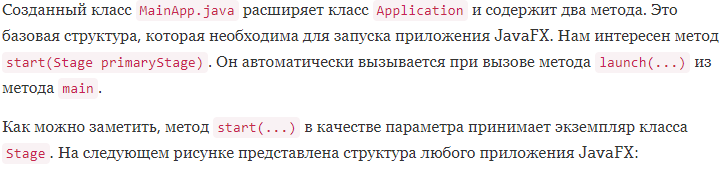 Созданный класс MainApp.java расширяет класс Application и содержит два метода. Это
базовая структура, которая необходима для запуска приложения JavaFX. Нам интересен метод
start(Stage primaryStage) . Он автоматически вызывается при вызове метода launch(...) из
метода main .
Как можно заметить, метод start(...) в качестве параметра принимает экземпляр класса
Stage . На следующем рисунке представлена структура любого приложения JavaFX: